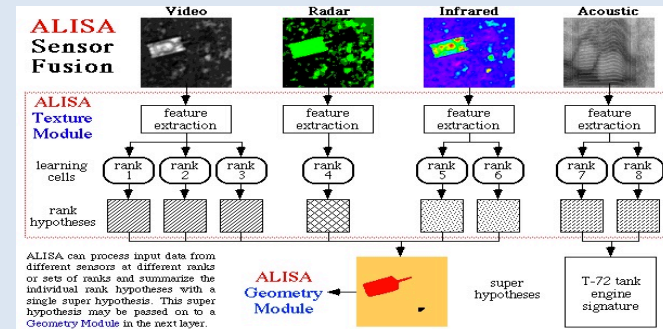 ALISA
Sensor
Fusion
Video
Radar
Infrared
Acoustic
ALISA
Texture
Module
feature
extraction
feature
extraction
feature
extraction
feature
extraction
learning
cells
rank
1
rank
2
rank
3
rank
4
rank
5
rank
6
rank
7
rank
8
rank
hypotheses
ALISA can process input data from
different sensors at different ranks
or sets of ranks and summarize the
individual rank hypotheses with a
single super hypothesis. This super
hypothesis may be passed on to a
Geometry Module in the next layer.
ALISA
Geometry
Module
super
hypotheses
T-72 tank
engine
signature